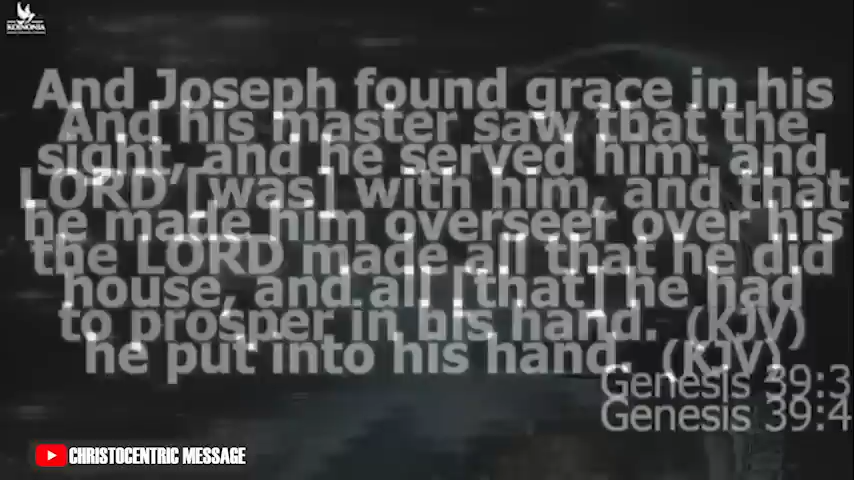 KOINONIA
And Joseph found grace in his
And his master saw that the
sight, and he served him: and
LORD [was] with him, and that
he made him overseer over his
the LORD made all that he did
house, and all [that] he had
to prosper in his hand. (KJV)
he put into his hand. (KJV)
Genesis 39:3
Genesis 39:4
CHRISTOCENTRIC MESSAGE